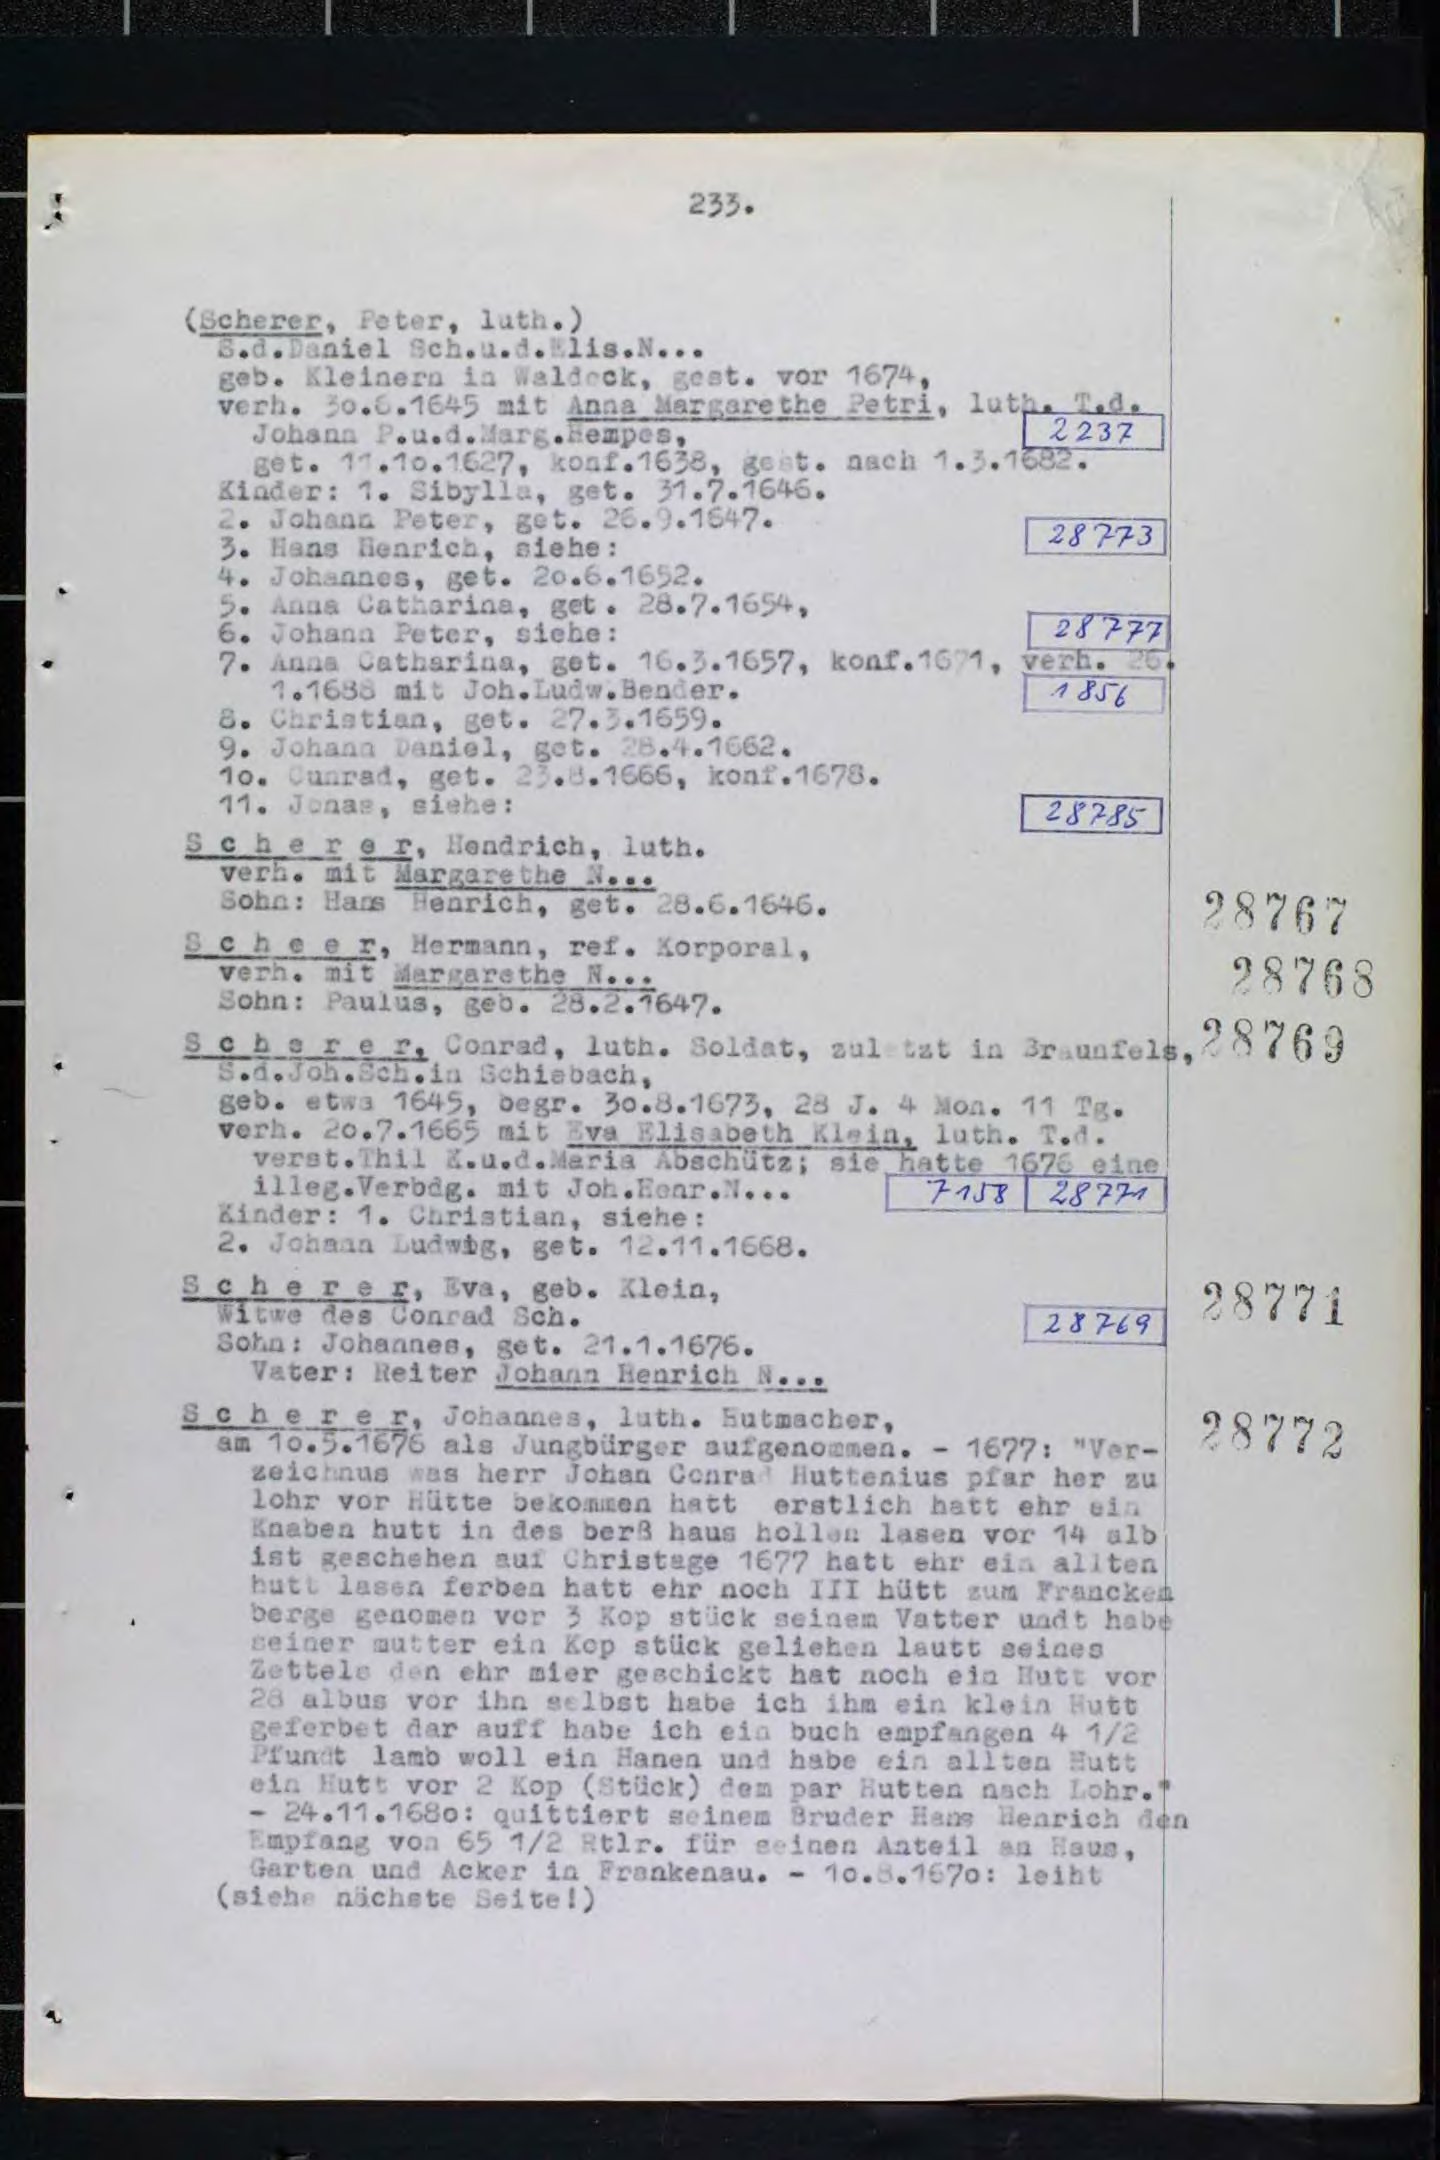 233.
(Scherer, Peter, luth.)
S.d.Daniel Sch.u.d.Elis.N...
geb. Kleinern in Waldeck, gest. vor 1674,
verh. 30.6.1645 mit Anna Margarethe Petri, luth. T.d.
Johann P.u.d.Marg.Hempes,
2237
get. 11.10.1627, konf.1638, gest. nach 1.3.1682.
Kinder: 1. Sibylla, get. 31.7.1646.
2. Johann Peter, get. 26.9.1647.
3. Hans Henrich, siehe:
28773
4. Johannes, get. 20.6.1652.
5. Anna Catharina, get. 28.7.1654,
6. Johann Peter, siehe:
28777
7. Anna Catharina, get. 16.3.1657, konf.1671, verh. 26.
1.1688 mit Joh.Ludw.Bender.
1856
8. Christian, get. 27.3.1659.
9. Johann Daniel, get. 28.4.1662.
10. Cunrad, get. 23.8.1666, konf.1678.
11. Jonas, siehe:
28785
S c h e r e r, Hendrich, luth.
verh. mit Margarethe N...
Sohn: Hans Henrich, get. 28.6.1646.
28767
S c h e e r, Hermann, ref. Korporal,
verh. mit Margarethe N...
28768
Sohn: Paulus, geb. 28.2.1647.
S c h e r e r, Conrad, luth. Soldat, zuletzt in Braunfels,
28769
S.d.Joh.Sch.in Schiebach,
geb. etwa 1645, begr. 30.8.1673, 28 J. 4 Mon. 11 Tg.
verh. 20.7.1665 mit Eva Elisabeth Klein, luth. T.d.
verst.Thil K.u.d.Maria Abschütz; sie hatte 1676 eine
illeg.Verbdg. mit Joh.Henr.N...
7158 28771
Kinder: 1. Christian, siehe:
2. Johann Ludwig, get. 12.11.1668.
S c h e r e r, Eva, geb. Klein,
28771
Witwe des Conrad Sch.
28769
Sohn: Johannes, get. 21.1.1676.
Vater: Reiter Johann Henrich N...
S c h e r e r, Johannes, luth. Hutmacher,
28772
am 10.5.1676 als Jungbürger aufgenommen. - 1677: "Ver-
zeichnus was herr Johan Conrad Huttenius pfar her zu
lohr vor Hütte bekommen hatt erstlich hatt ehr ein
Knaben hutt in des berß haus hollen lasen vor 14 alb
ist geschehen auf Christage 1677 hatt ehr ein allten
hutt lasen ferben hatt ehr noch III hütt zum Francken
berge genomen vor 3 Kop stück seinem Vatter undt habe
seiner mutter ein Kop stück geliehen lautt seines
Zettels den ehr mier geschickt hat noch ein Hutt vor
28 albus vor ihn selbst habe ich ihm ein klein Hutt
geferbet dar auff habe ich ein buch empfangen 4 1/2
Pfundt lamb woll ein Hanen und habe ein allten Hutt
ein Hutt vor 2 Kop (Stück) dem par Hutten nach Lohr."
- 24.11.1680: quittiert seinem Bruder Hans Henrich den
Empfang von 65 1/2 Rtlr. für seinen Anteil an Haus,
Garten und Acker in Frankenau. - 10.8.1670: leiht
(siehe nächste Seite!)